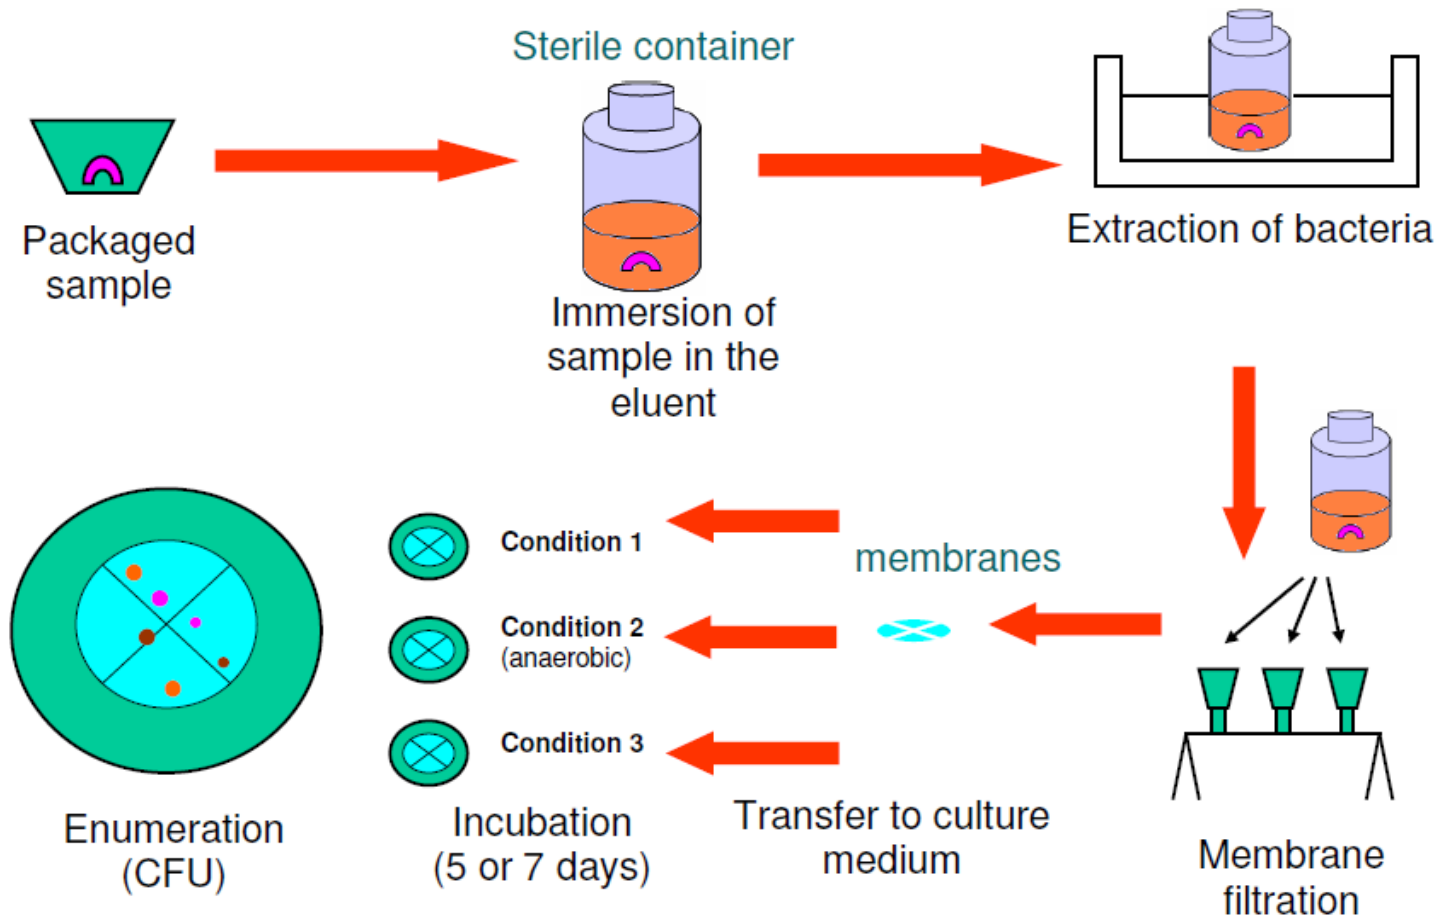 Sterile container
Packaged
sample
Immersion of
sample in the
eluent
Extraction of bacteria
membranes
Membrane
filtration
Transfer to culture
medium
Condition 1
Condition 2
(anaerobic)
Condition 3
Incubation
(5 or 7 days)
Enumeration
(CFU)